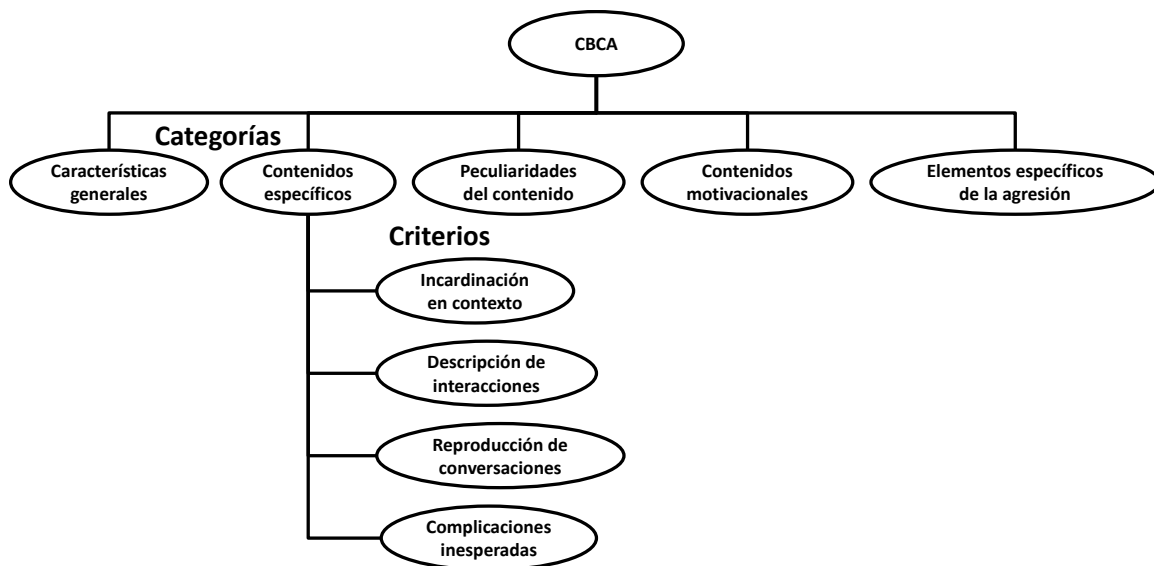 CBCA
Categorías
Características
generales
Contenidos
específicos
Peculiaridades
del contenido
Contenidos
motivacionales
Elementos específicos
de la agresión
Criterios
Incardinación
en contexto
Descripción de
interacciones
Reproducción de
conversaciones
Complicaciones
inesperadas